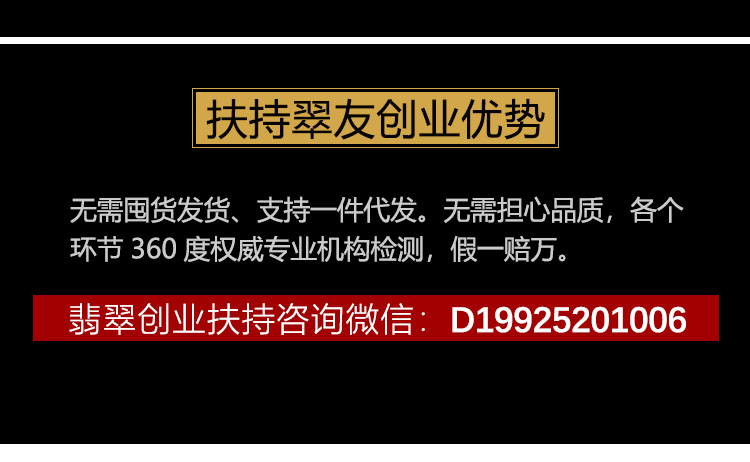 扶持翠友创业优势
无需囤货发货、支持一件代发。无需担心品质，各个
环节 360 度权威专业机构检测，假一赔万。
翡翠创业扶持咨询微信：D19925201006